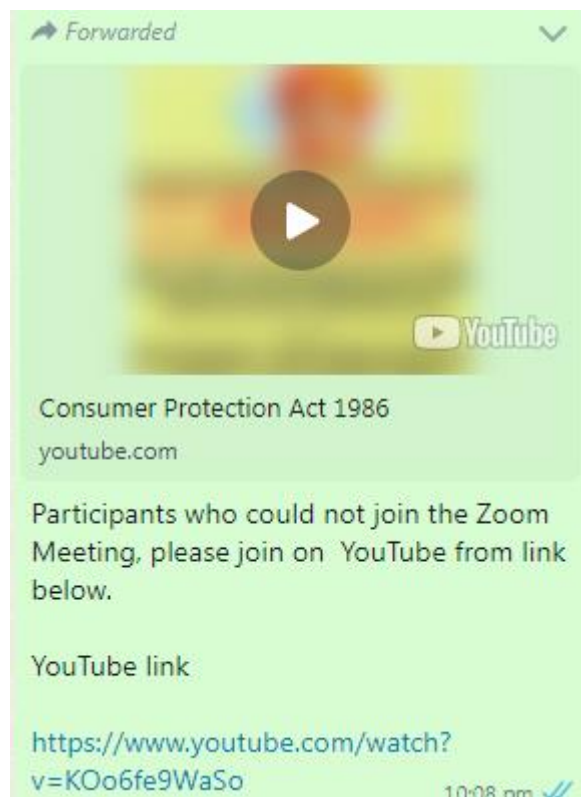 Forwarded
YouTube
Consumer Protection Act 1986
youtube.com
Participants who could not join the Zoom
Meeting, please join on YouTube from link
below.
YouTube link
https://www.youtube.com/watch?
v=KOo6fe9WaSo
10:08 pm